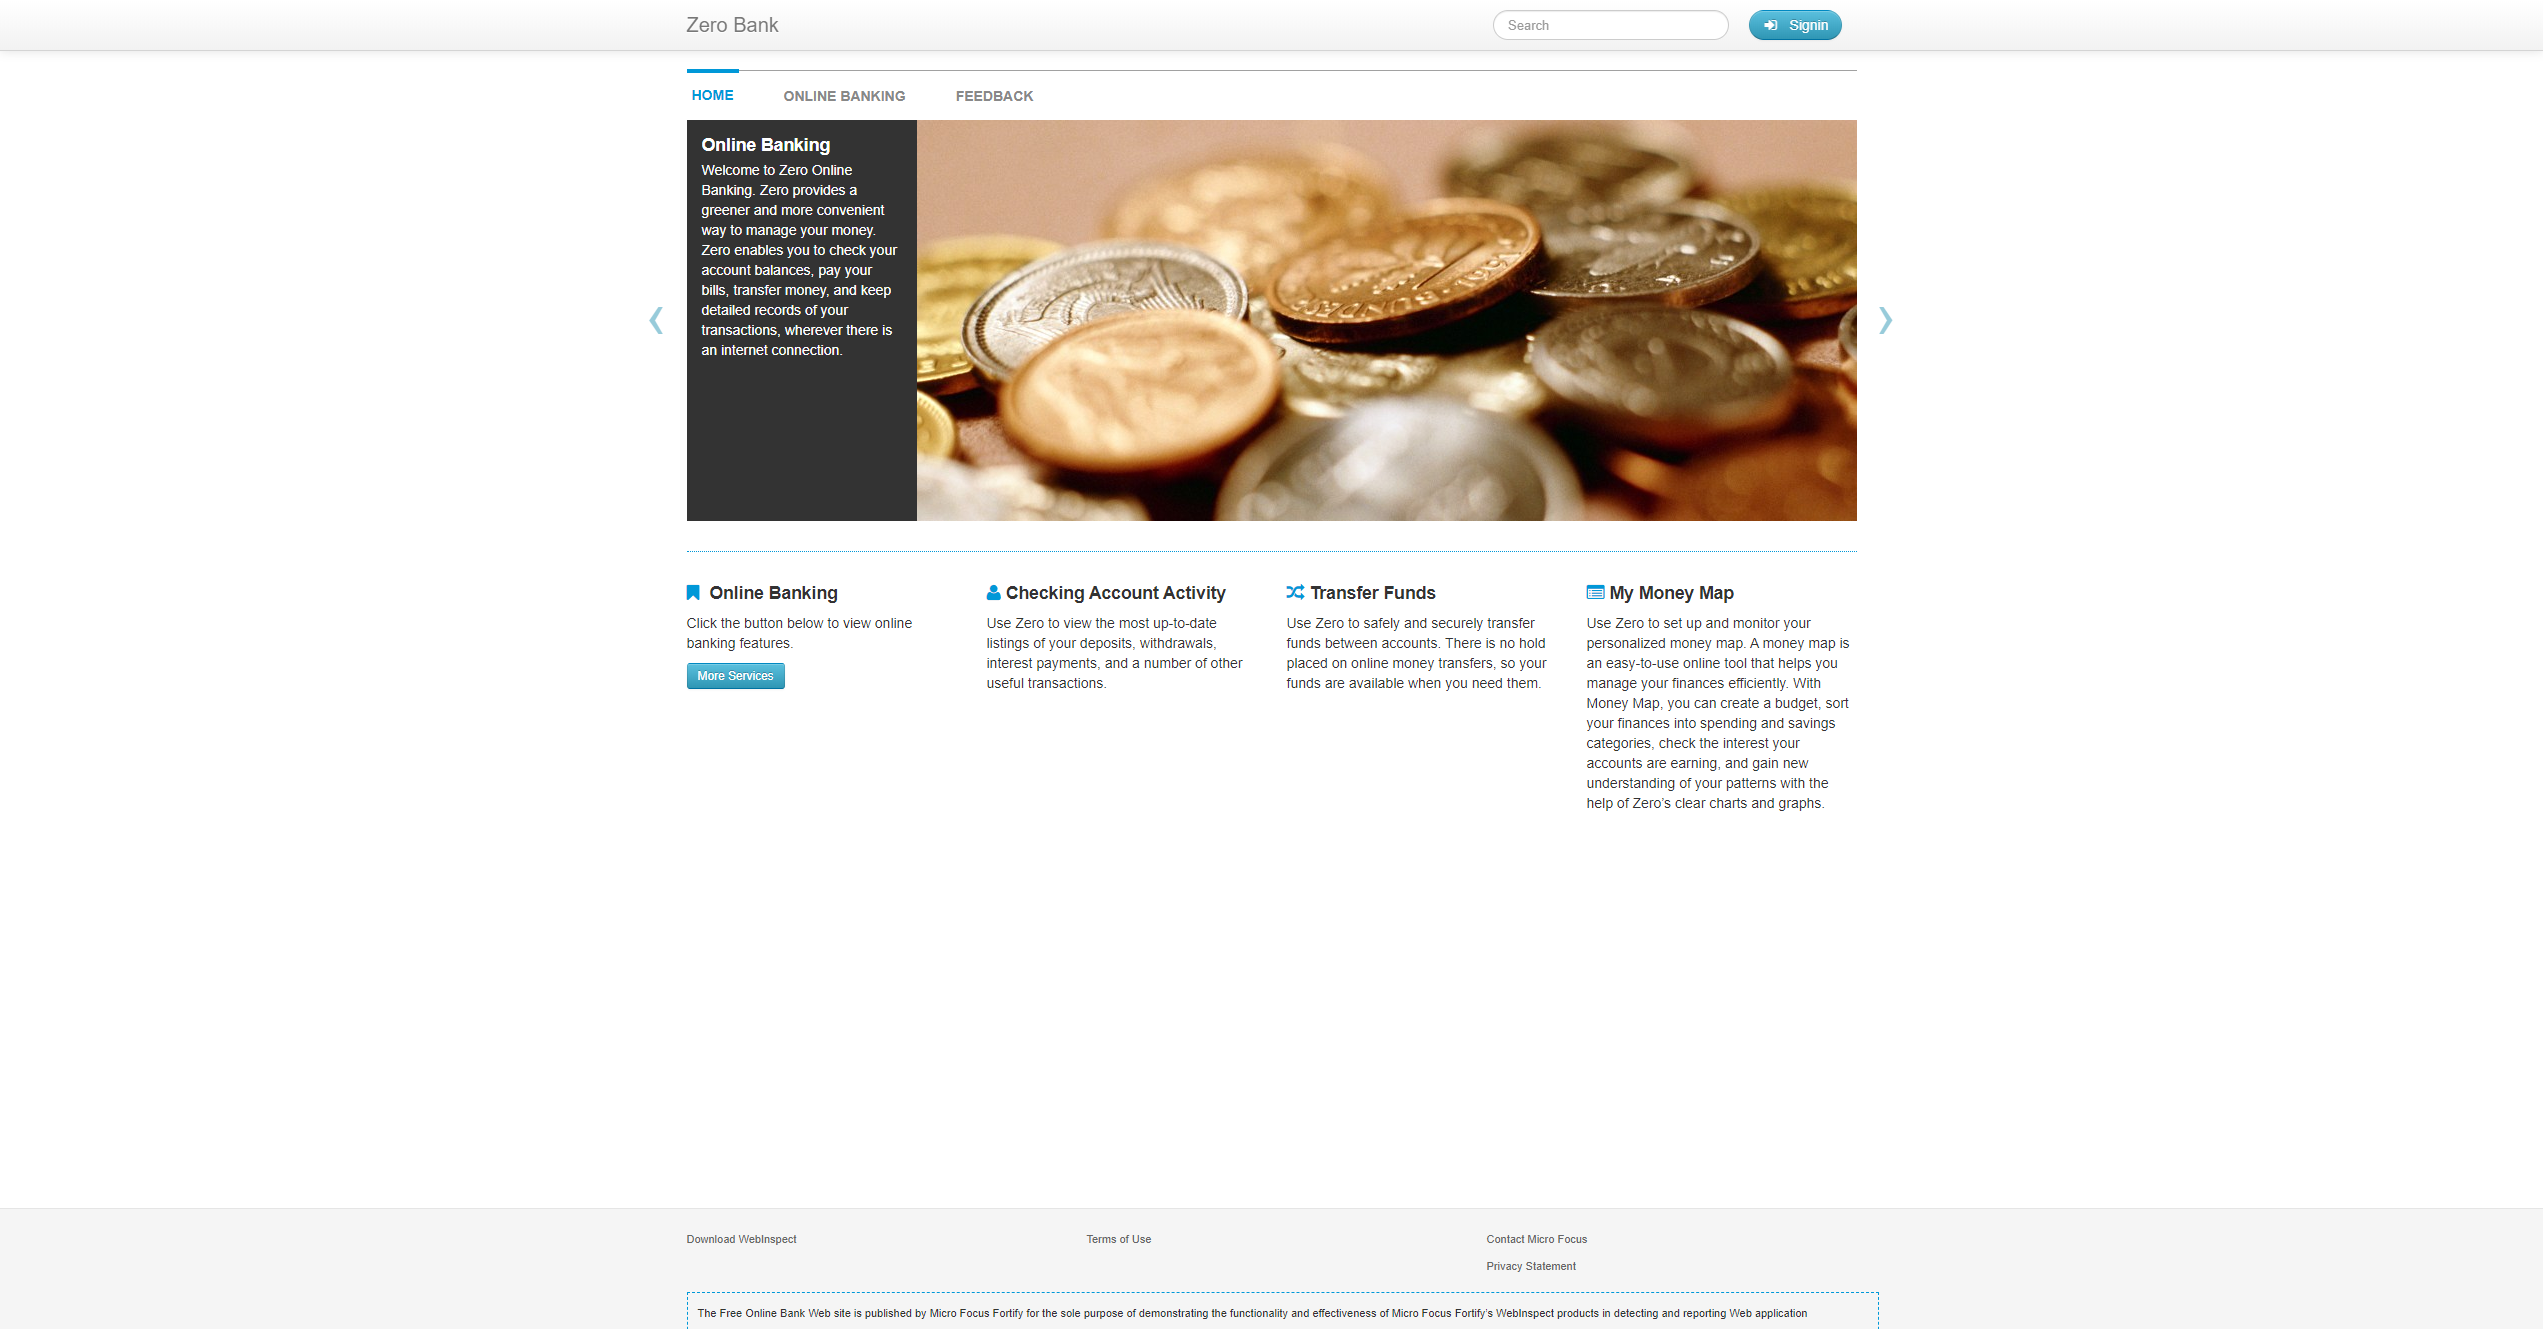 Zero Bank
Search
Signin
HOME
ONLINE BANKING
FEEDBACK
Online Banking
Welcome to Zero Online
Banking. Zero provides a
greener and more convenient
way to manage your money.
Zero enables you to check your
account balances, pay your
bills, transfer money, and keep
detailed records of your
transactions, wherever there is
an internet connection.
Online Banking
Click the button below to view online
banking features.
More Services
Checking Account Activity
Use Zero to view the most up-to-date
listings of your deposits, withdrawals,
interest payments, and a number of other
useful transactions.
Transfer Funds
Use Zero to safely and securely transfer
funds between accounts. There is no hold
placed on online money transfers, so your
funds are available when you need them.
My Money Map
Use Zero to set up and monitor your
personalized money map. A money map is
an easy-to-use online tool that helps you
manage your finances efficiently. With
Money Map, you can create a budget, sort
your finances into spending and savings
categories, check the interest your
accounts are earning, and gain new
understanding of your patterns with the
help of Zero’s clear charts and graphs.
Download WebInspect
Terms of Use
Contact Micro Focus
Privacy Statement
The Free Online Bank Web site is published by Micro Focus Fortify for the sole purpose of demonstrating the functionality and effectiveness of Micro Focus Fortify’s WebInspect products in detecting and reporting Web application